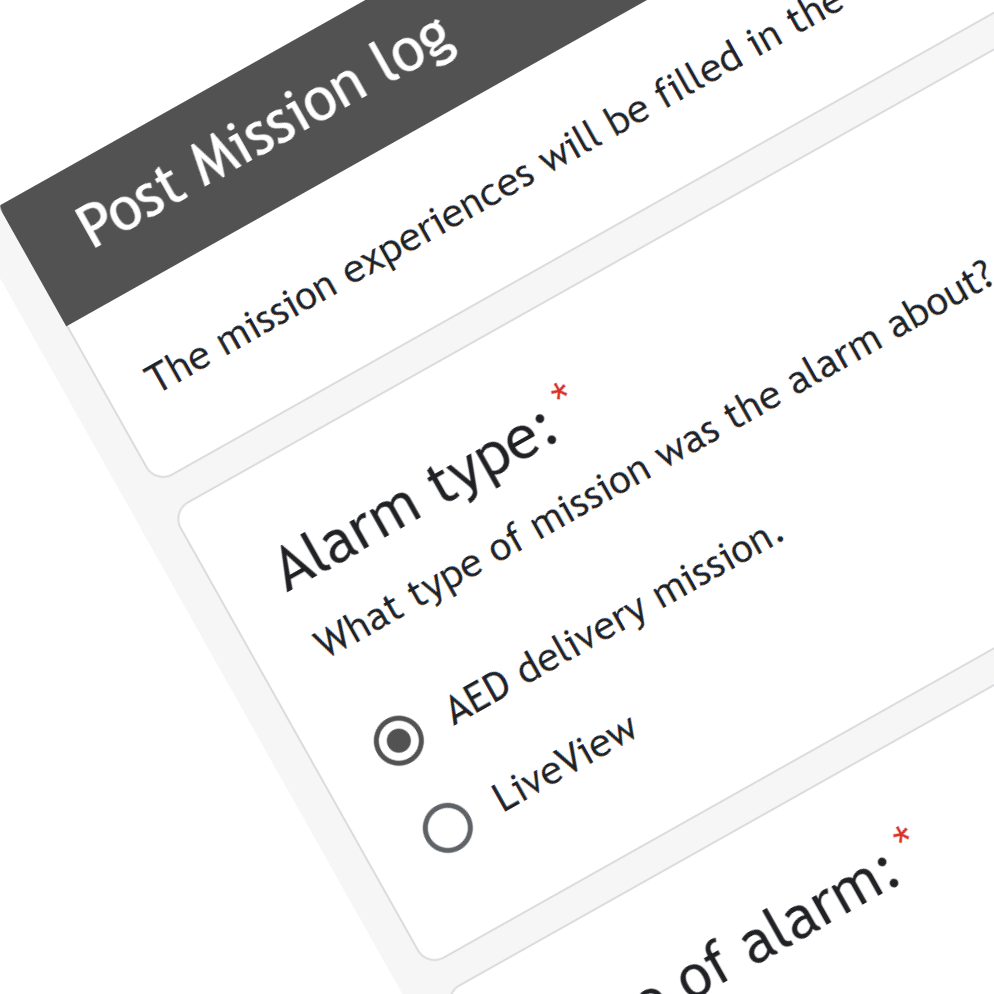 Post Mission log
The mission experiences will be filled in the
Alarm type: *
What type of mission was the alarm about?
AED delivery mission.
LiveView
of alarm: *